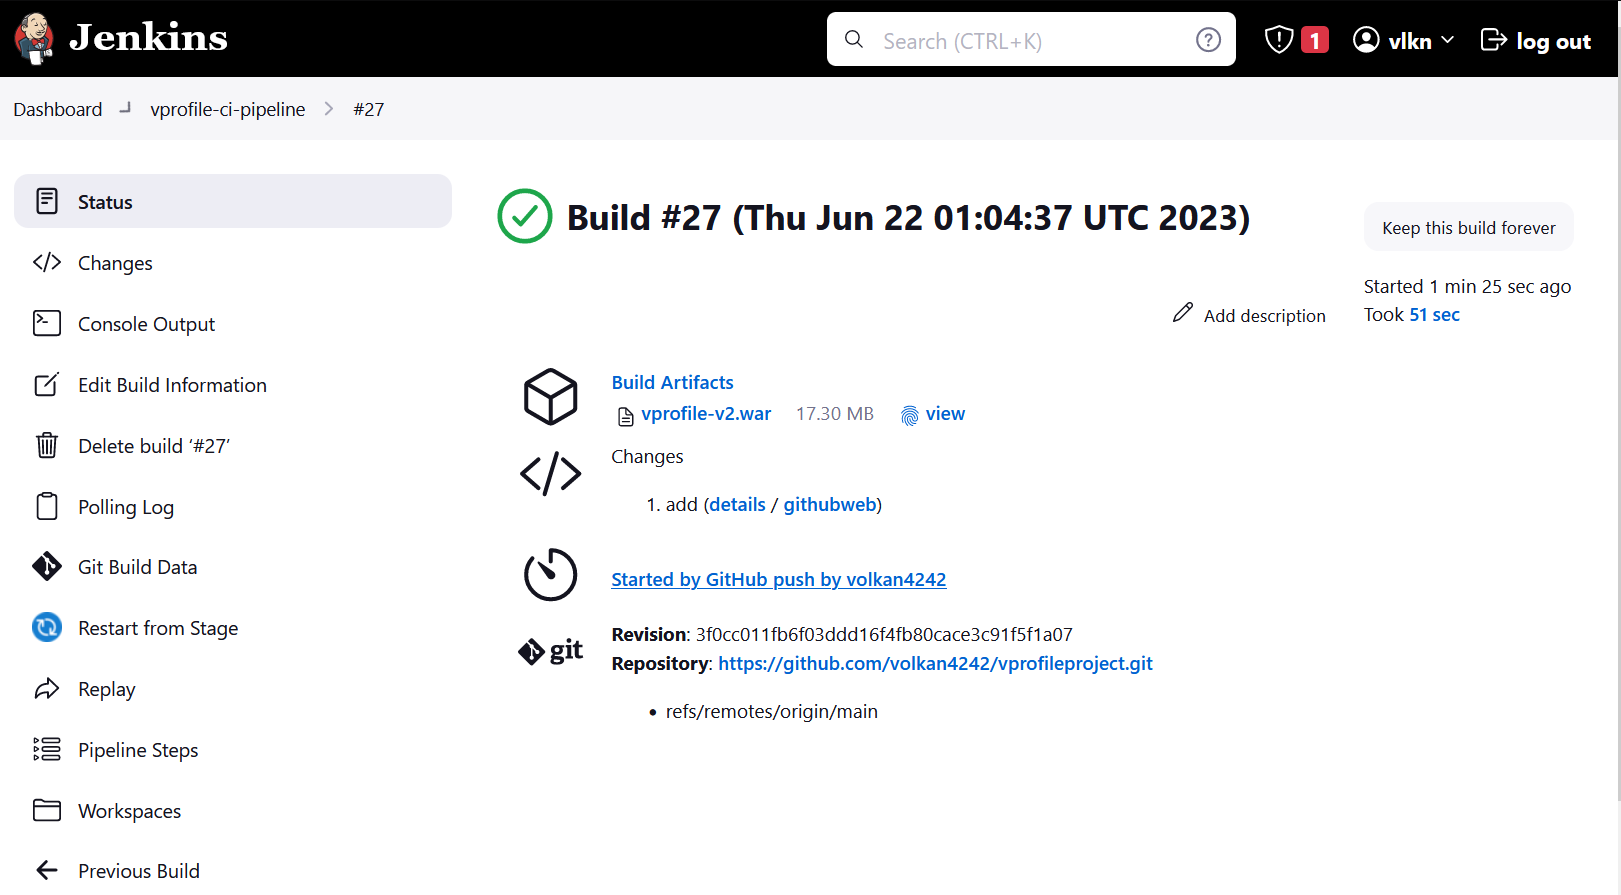 Jenkins
Search (CTRL+K)
1
vlkn
log out
Dashboard
vprofile-ci-pipeline
#27
Status
Changes
Console Output
Edit Build Information
Delete build ‘#27’
Polling Log
Git Build Data
Restart from Stage
Replay
Pipeline Steps
Workspaces
Previous Build
Build #27 (Thu Jun 22 01:04:37 UTC 2023)
Keep this build forever
Started 1 min 25 sec ago
Took 51 sec
Add description
Build Artifacts
vprofile-v2.war 17.30 MB view
Changes
1. add (details / githubweb)
Started by GitHub push by volkan4242
git
Revision: 3f0cc011fb6f03ddd16f4fb80cace3c91f5f1a07
Repository: https://github.com/volkan4242/vprofileproject.git
• refs/remotes/origin/main